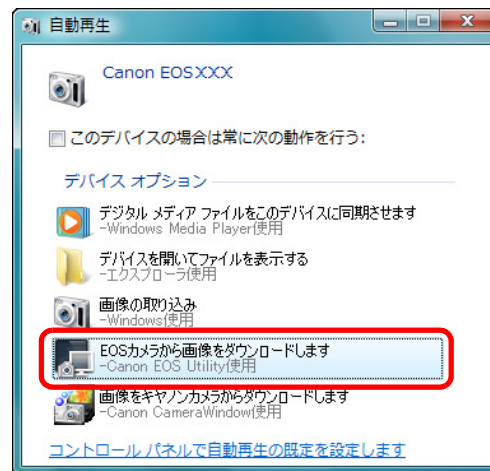 自動再生
Canon EOSXXX
このデバイスの場合は常に次の動作を行う:
デバイス オプション
デジタル メディア ファイルをこのデバイスに同期させます
-Windows Media Player使用
デバイスを開いてファイルを表示する
-エクスプローラ使用
画像の取り込み
-Windows使用
EOSカメラから画像をダウンロードします
-Canon EOS Utility使用
画像をキヤノンカメラからダウンロードします
-Canon CameraWindow使用
コントロール パネルで自動再生の既定を設定します